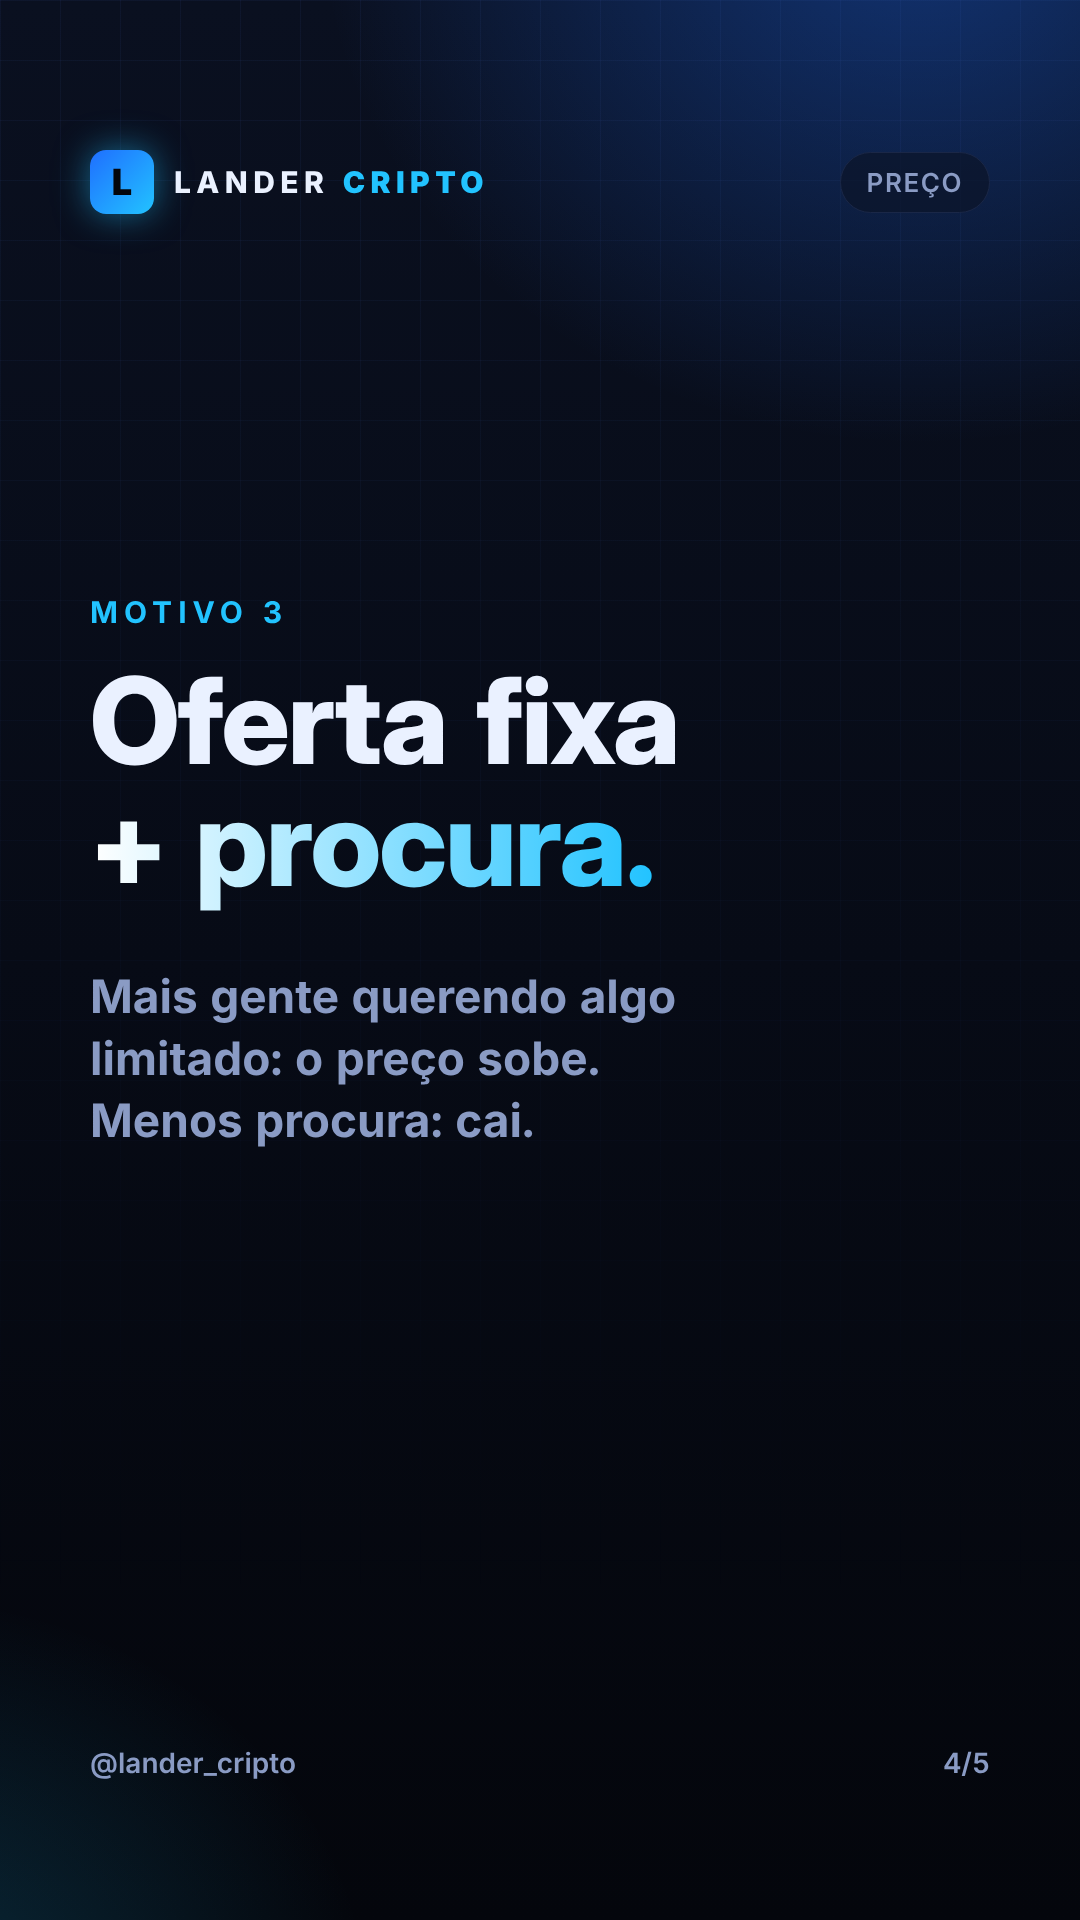 L LANDER CRIPTO
PREÇO
MOTIVO 3
Oferta fixa
+ procura.
Mais gente querendo algo
limitado: o preço sobe.
Menos procura: cai.
@lander_cripto
4/5